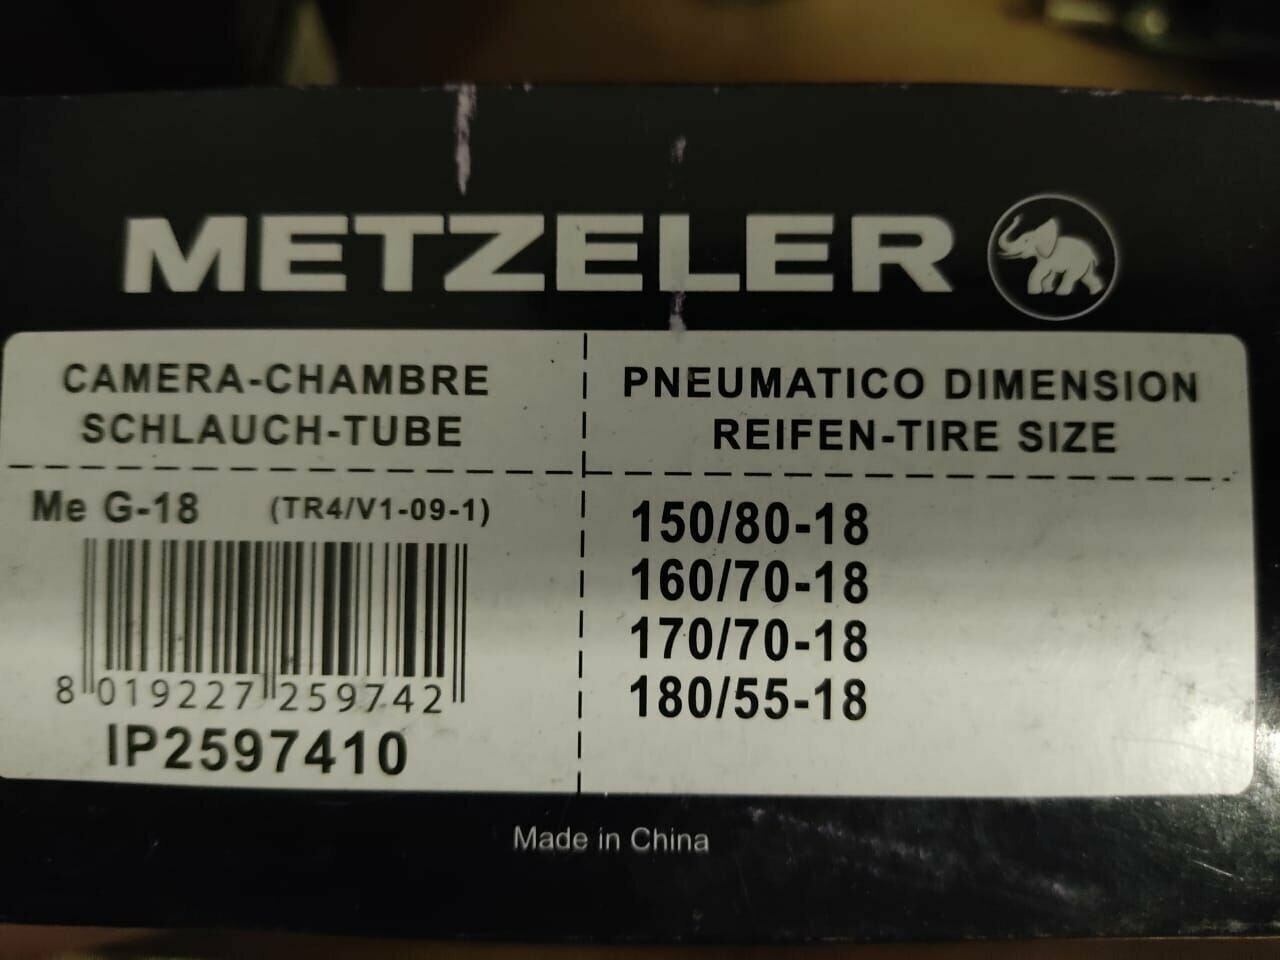 METZELER
CAMERA-CHAMBRE
SCHLAUCH-TUBE
PNEUMATICO DIMENSION
REIFEN-TIRE SIZE
Me G-18 (TR4/V1-09-1)
8 019227 259742
IP2597410
150/80-18
160/70-18
170/70-18
180/55-18
Made in China